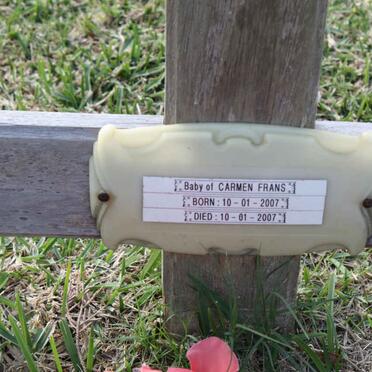 Baby of CARMEN FRANS
BORN : 10 - 01 - 2007
DIED : 10 - 01 - 2007